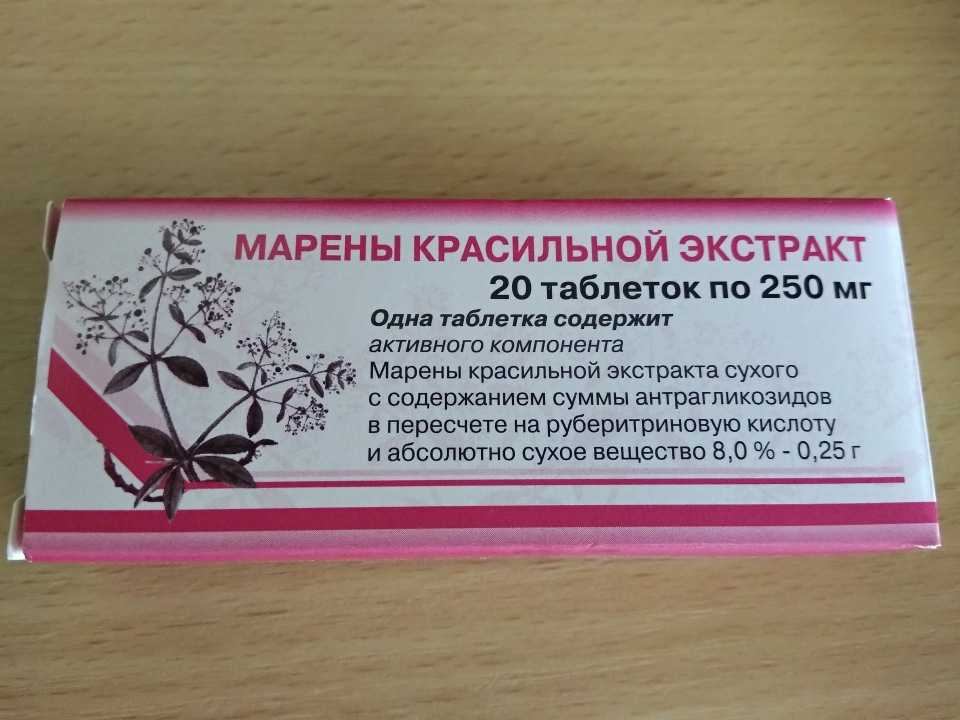 МАРЕНЫ КРАСИЛЬНОЙ ЭКСТРАКТ
20 таблеток по 250 мг
Одна таблетка содержит
активного компонента
Марены красильной экстракта сухого
с содержанием суммы антрагликозидов
в пересчете на руберитриновую кислоту
и абсолютно сухое вещество 8,0 % - 0,25 г